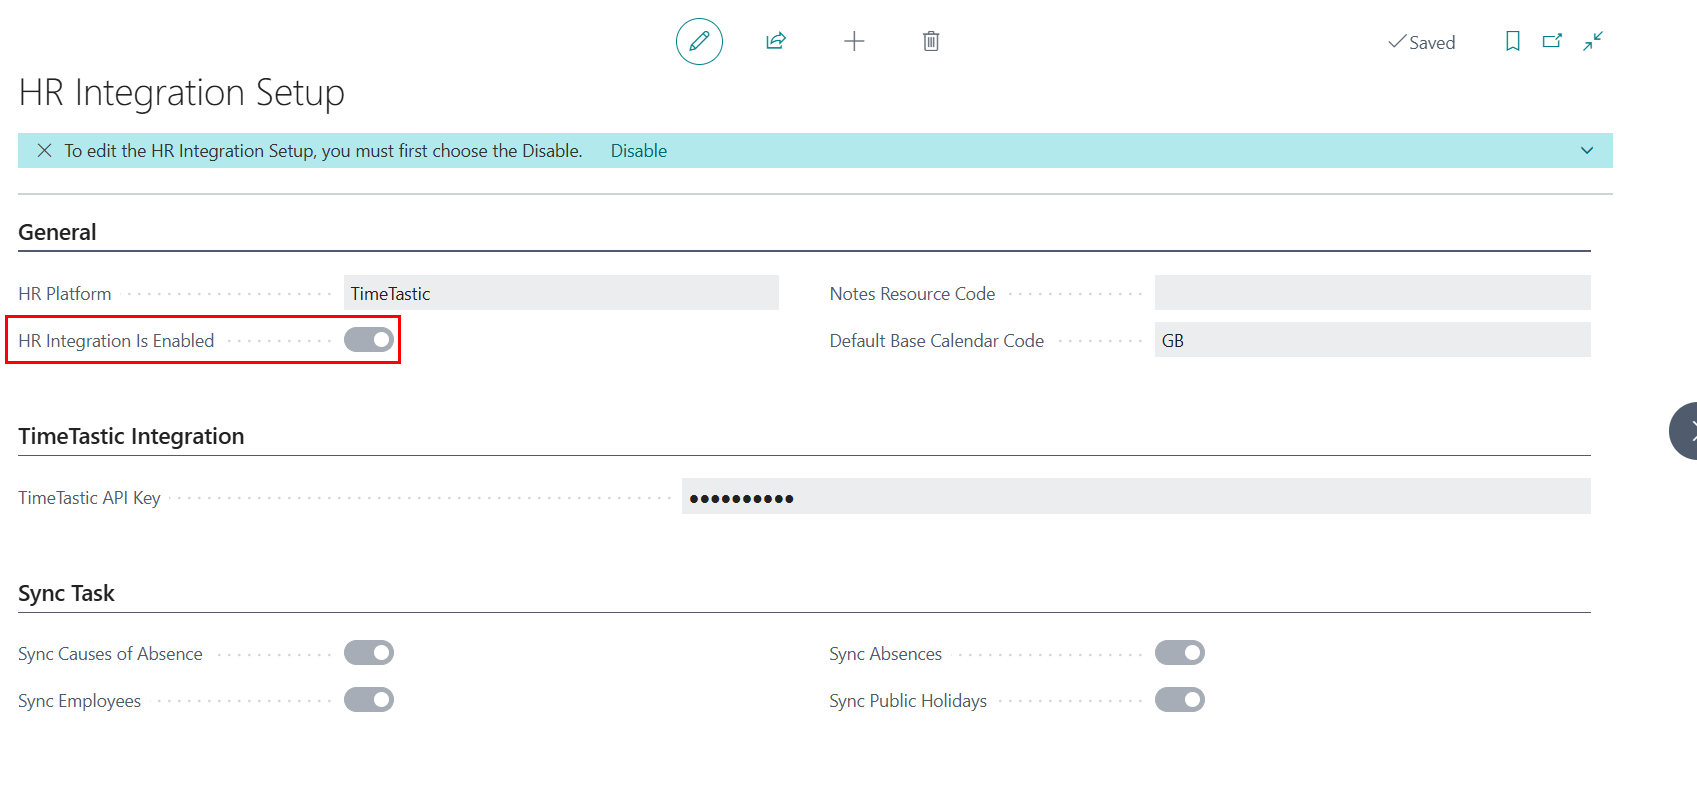 Saved
HR Integration Setup
To edit the HR Integration Setup, you must first choose the Disable. Disable
General
HR Platform TimeTastic Notes Resource Code
HR Integration Is Enabled Default Base Calendar Code GB
TimeTastic Integration
TimeTastic API Key ●●●●●●●●●●
Sync Task
Sync Causes of Absence Sync Absences
Sync Employees Sync Public Holidays